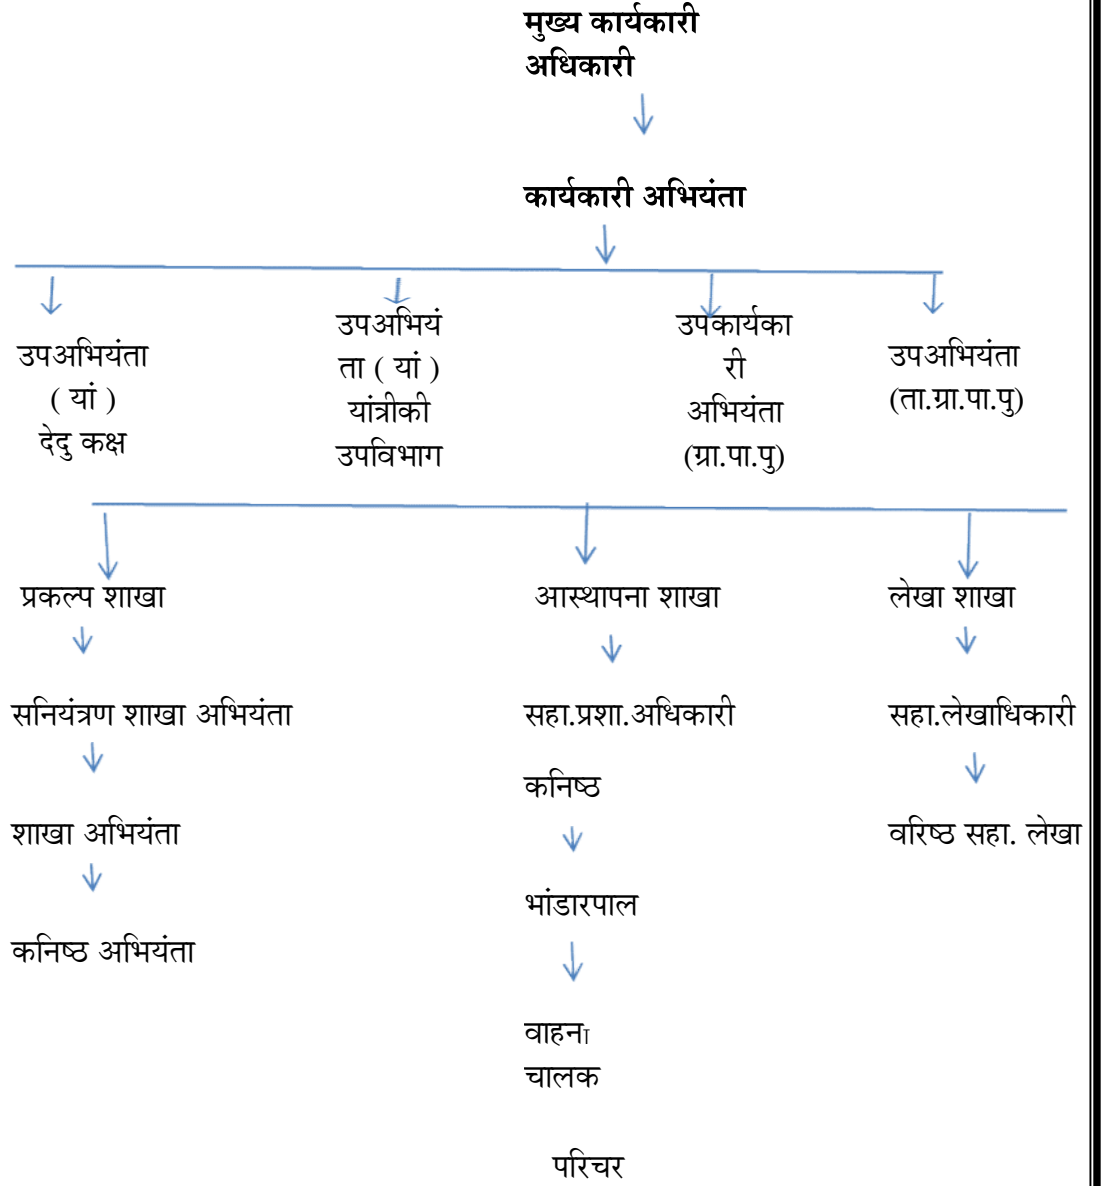 मुख्य कार्यकारी
अधिकारी
कार्यकारी अभियंता
उपअभियंता
( यां )
देदु कक्ष
उपअभियं
ता ( यां )
यांत्रीकी
उपविभाग
उपकार्यका
री
अभियंता
(ग्रा.पा.पु)
उपअभियंता
(ता.ग्रा.पा.पु)
प्रकल्प शाखा
आस्थापना शाखा
लेखा शाखा
सनियंत्रण शाखा अभियंता
सहा.प्रशा.अधिकारी
सहा.लेखाधिकारी
कनिष्ठ
शाखा अभियंता
वरिष्ठ सहा. लेखा
भांडारपाल
कनिष्ठ अभियंता
वाहना
चालक
परिचर